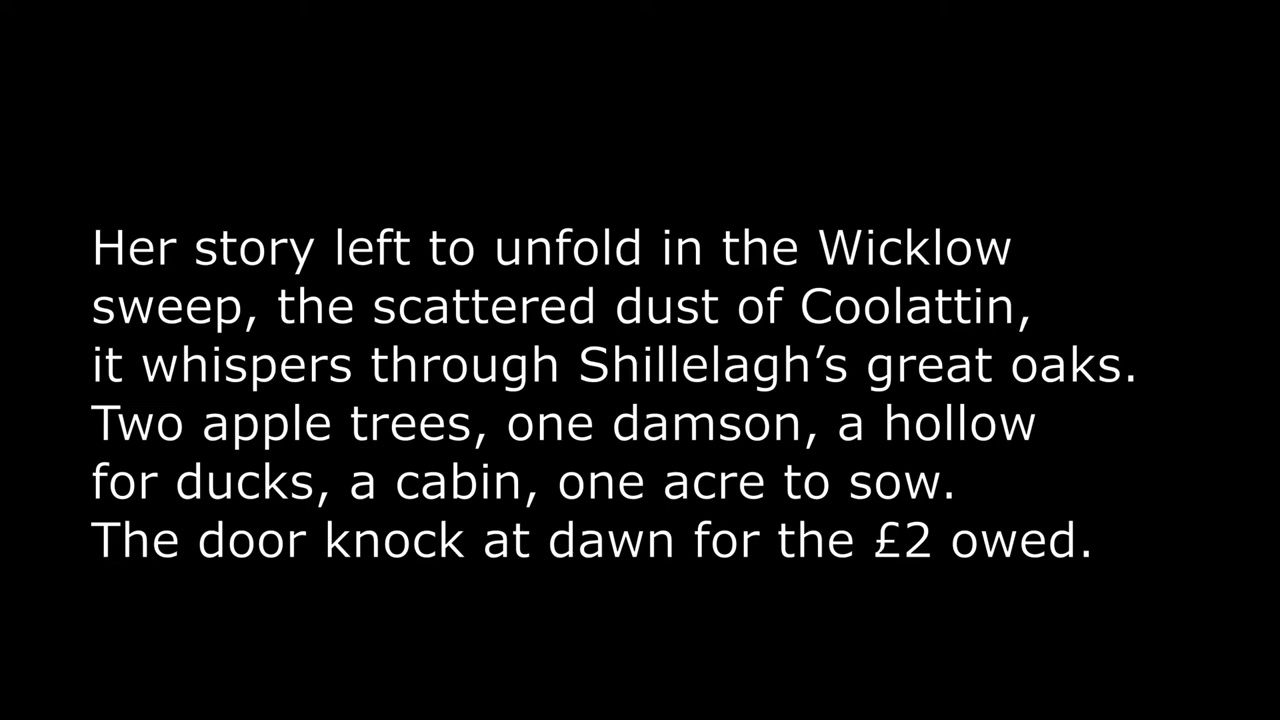 Her story left to unfold in the Wicklow
sweep, the scattered dust of Coolattin,
it whispers through Shillelagh’s great oaks.
Two apple trees, one damson, a hollow
for ducks, a cabin, one acre to sow.
The door knock at dawn for the £2 owed.